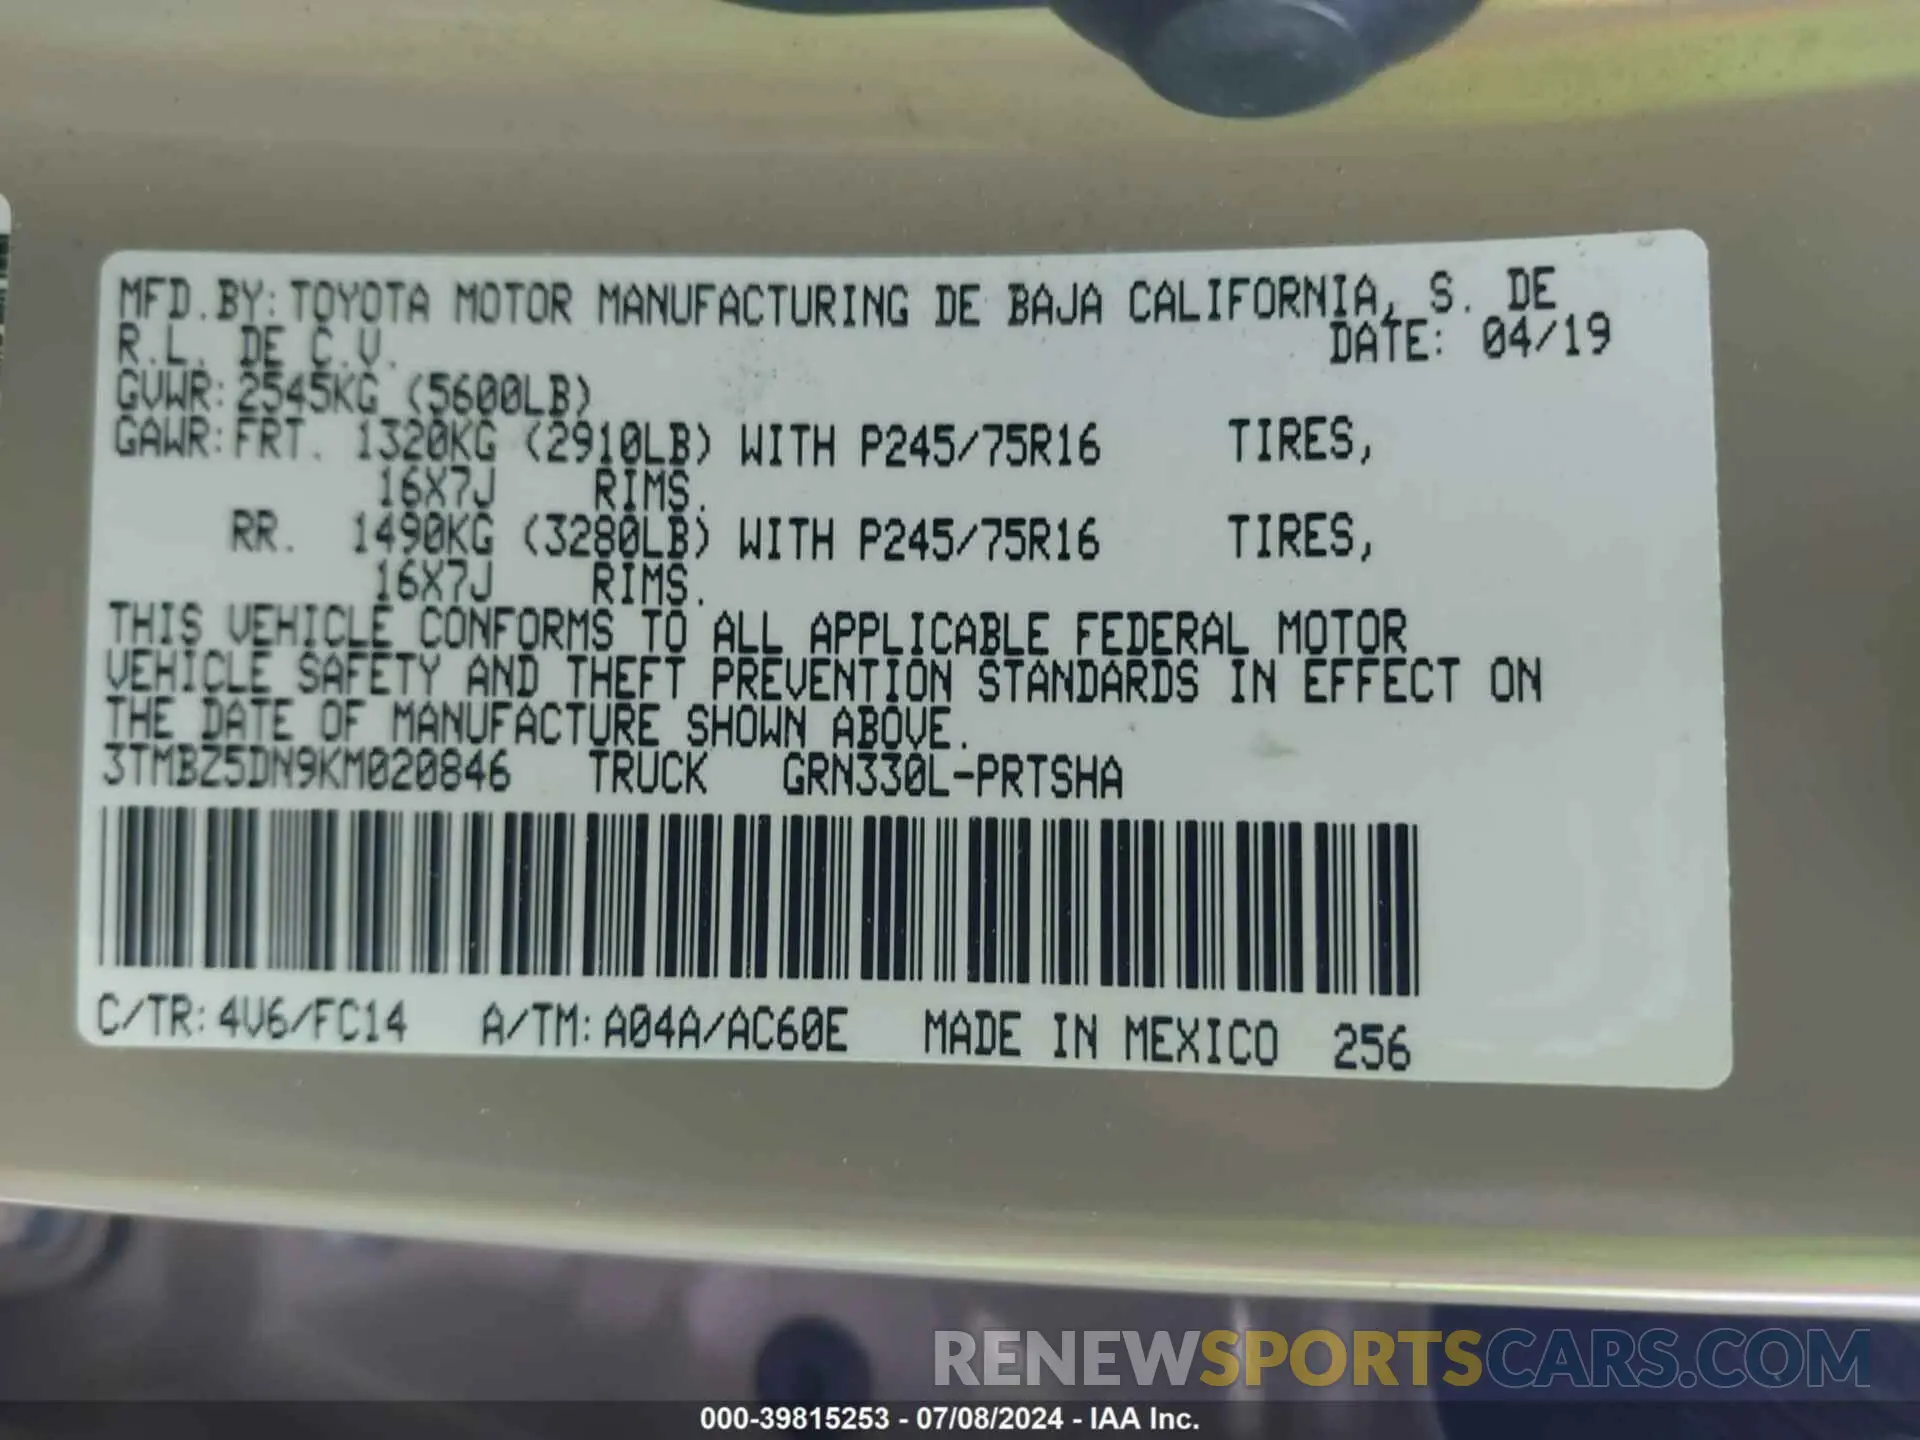 MFD.BY: TOYOTA MOTOR MANUFACTURING DE BAJA CALIFORNIA, S. DE
R.L. DE C.V. DATE: 04/19
GVWR: 2545KG (5600LB)
GAWR: FRT. 1320KG (2910LB) WITH P245/75R16 TIRES,
16X7J RIMS.
RR. 1490KG (3280LB) WITH P245/75R16 TIRES,
16X7J RIMS.
THIS VEHICLE CONFORMS TO ALL APPLICABLE FEDERAL MOTOR
VEHICLE SAFETY AND THEFT PREVENTION STANDARDS IN EFFECT ON
THE DATE OF MANUFACTURE SHOWN ABOVE.
3TMBZ5DN9KM020846 TRUCK GRN330L-PRTSHA
C/TR: 4V6/FC14 A/TM: A04A/AC60E MADE IN MEXICO 256
RENEWSPORTSCARS.COM
000-39815253 - 07/08/2024 - IAA Inc.